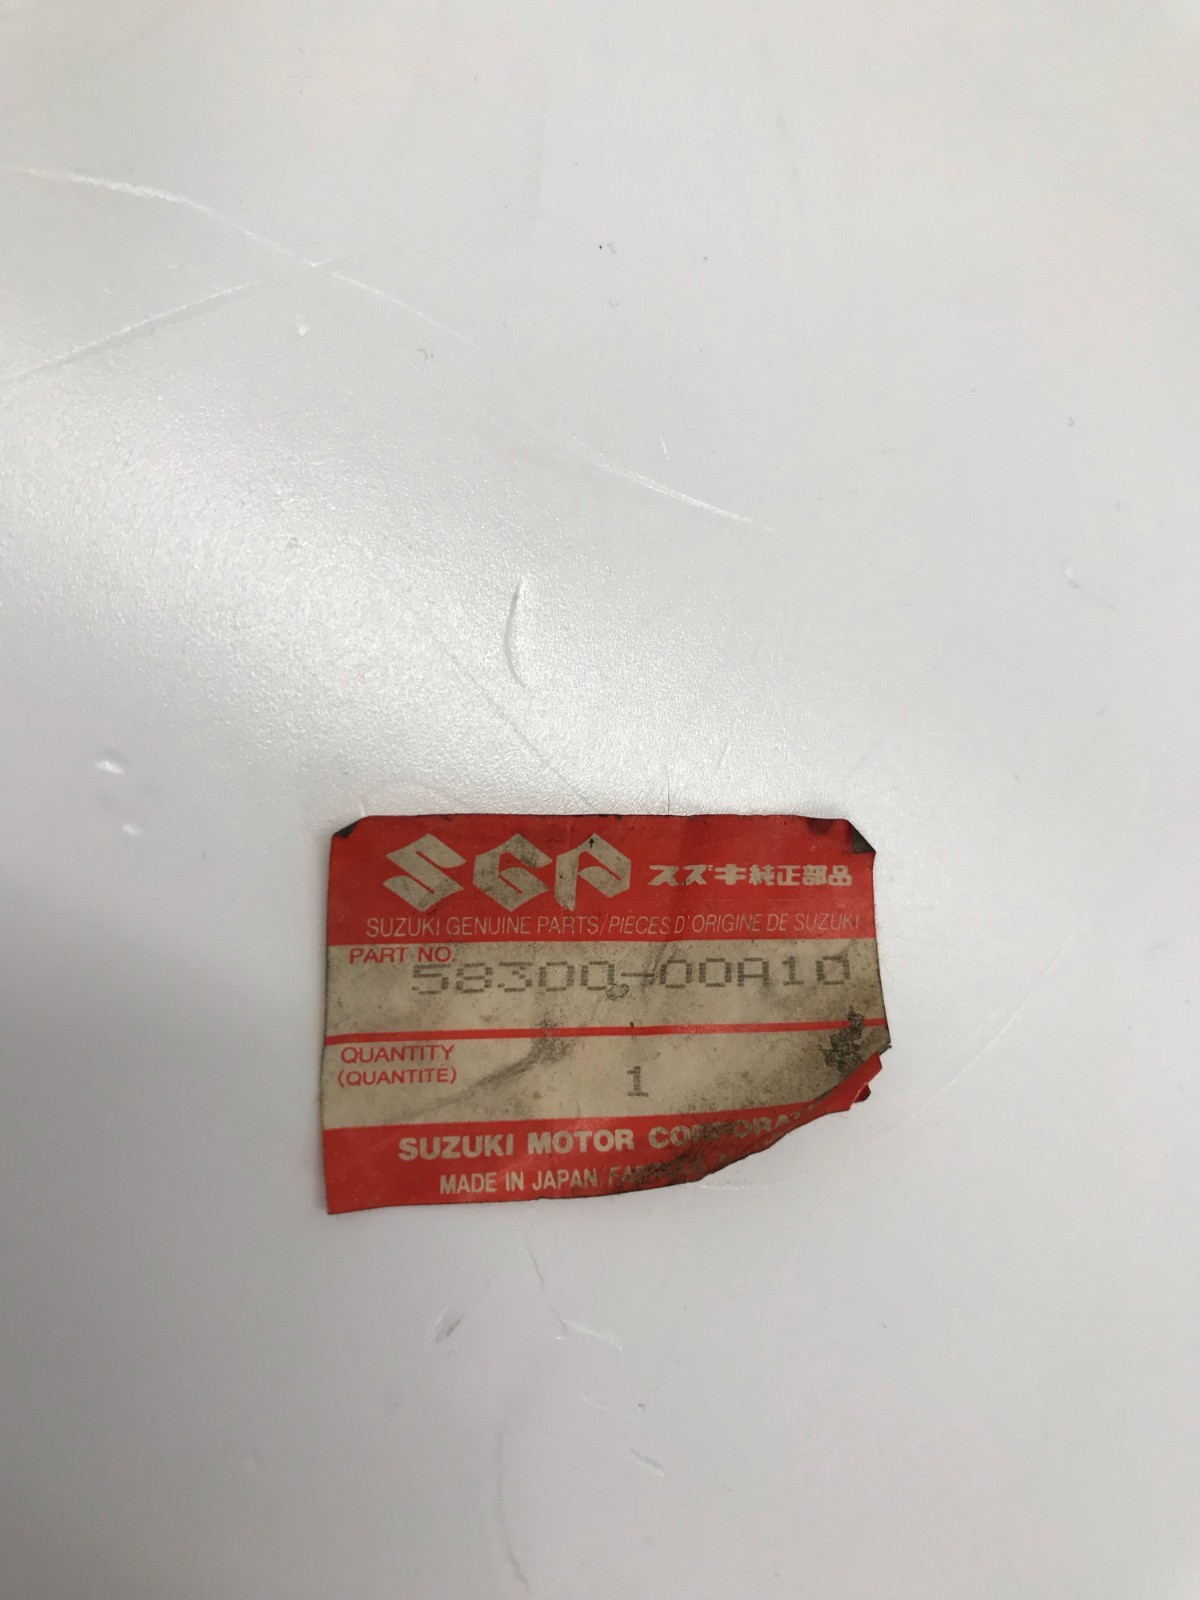 SGP スズキ純正部品
SUZUKI GENUINE PARTS/PIECES D'ORIGINE DE SUZUKI
PART NO.
58300-00A10
QUANTITY
(QUANTITÉ)
1
SUZUKI MOTOR
MADE IN JAPAN